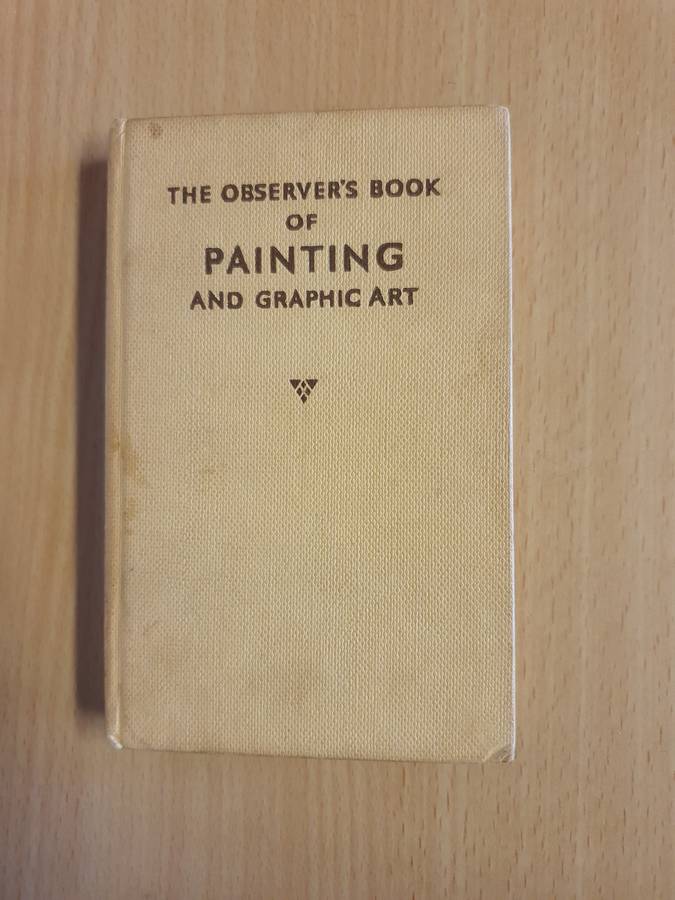 THE OBSERVER'S BOOK
OF
PAINTING
AND GRAPHIC ART